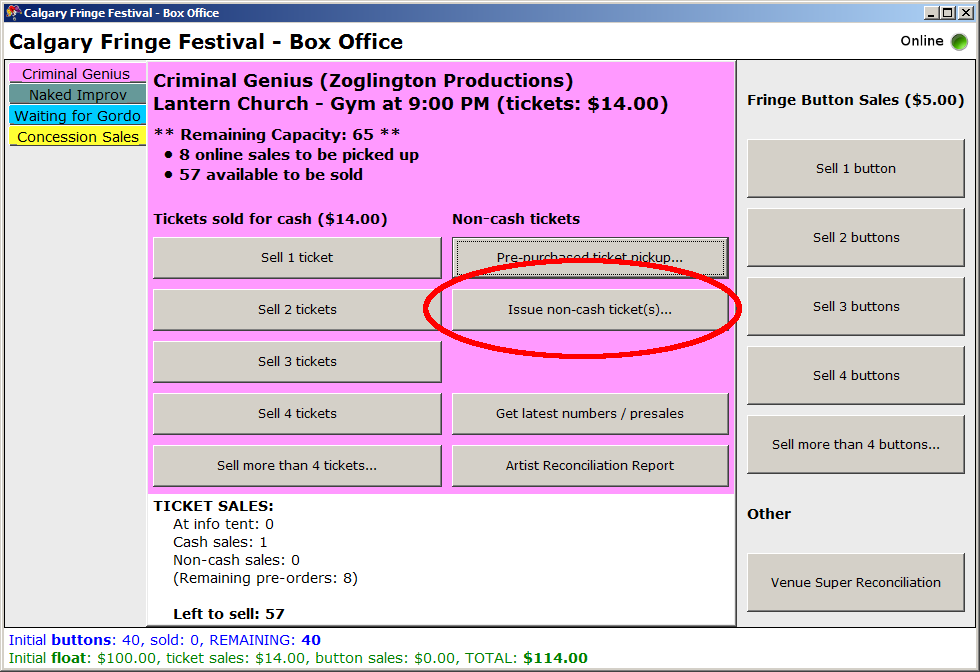 Calgary Fringe Festival - Box Office
Calgary Fringe Festival - Box Office
Online
Criminal Genius
Naked Improv
Waiting for Gordo
Concession Sales
Criminal Genius (Zoglington Productions)
Lantern Church - Gym at 9:00 PM (tickets: $14.00)
** Remaining Capacity: 65 **
• 8 online sales to be picked up
• 57 available to be sold
Tickets sold for cash ($14.00)
Sell 1 ticket
Sell 2 tickets
Sell 3 tickets
Sell 4 tickets
Sell more than 4 tickets...
Non-cash tickets
Pre-purchased ticket pickup...
Issue non-cash ticket(s)...
Get latest numbers / presales
Artist Reconciliation Report
TICKET SALES:
At info tent: 0
Cash sales: 1
Non-cash sales: 0
(Remaining pre-orders: 8)
Left to sell: 57
Fringe Button Sales ($5.00)
Sell 1 button
Sell 2 buttons
Sell 3 buttons
Sell 4 buttons
Sell more than 4 buttons...
Other
Venue Super Reconciliation
Initial buttons: 40, sold: 0, REMAINING: 40
Initial float: $100.00, ticket sales: $14.00, button sales: $0.00, TOTAL: $114.00